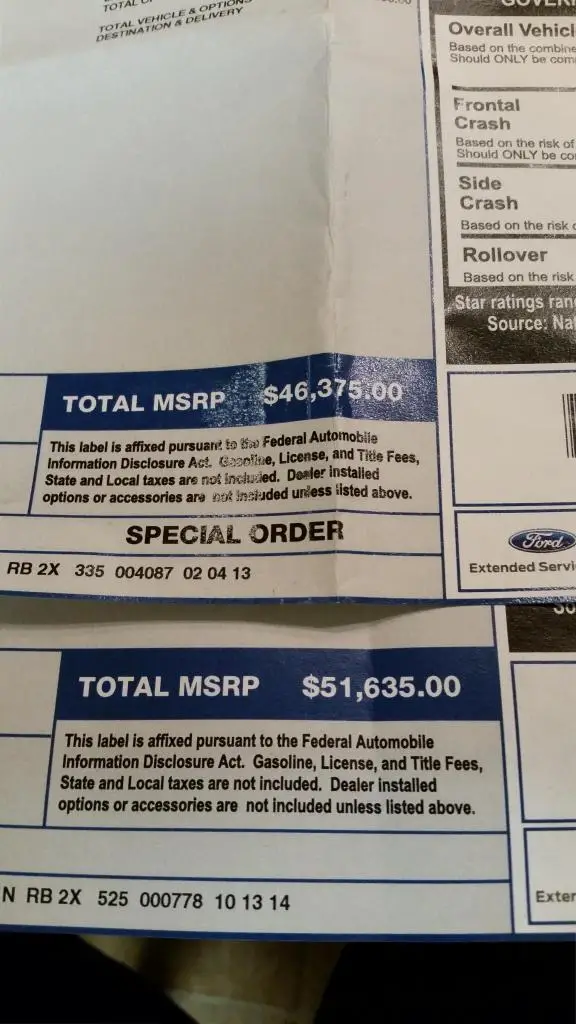 TOTAL VEHICLE & OPTIONS
DESTINATION & DELIVERY
Overall Vehicl
Based on the combine
Should ONLY be com
Frontal
Crash
Based on the risk of
Should ONLY be co
Side
Crash
Based on the risk
Rollover
Based on the risk
Star ratings ran
Source: Nat
TOTAL MSRP $46,375.00
This label is affixed pursuant to the Federal Automobile
Information Disclosure Act. Gasoline, License, and Title Fees,
State and Local taxes are not included. Dealer installed
options or accessories are not included unless listed above.
SPECIAL ORDER
RB 2X 335 004087 02 04 13
Ford
Extended Servi
TOTAL MSRP $51,635.00
This label is affixed pursuant to the Federal Automobile
Information Disclosure Act. Gasoline, License, and Title Fees,
State and Local taxes are not included. Dealer installed
options or accessories are not included unless listed above.
N RB 2X 525 000778 10 13 14
Exter